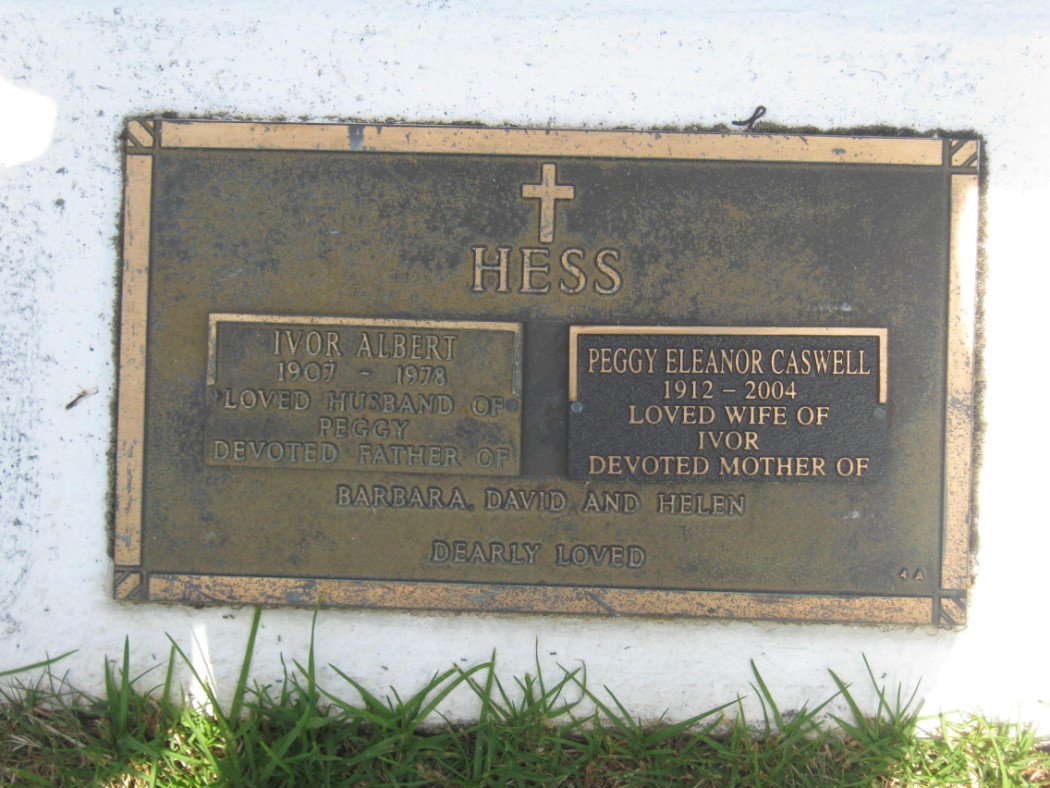 HESS
IVOR ALBERT
1907 - 1978
LOVED HUSBAND OF
PEGGY
DEVOTED FATHER OF
PEGGY ELEANOR CASWELL
1912 – 2004
LOVED WIFE OF
IVOR
DEVOTED MOTHER OF
BARBARA, DAVID AND HELEN
DEARLY LOVED
4 A